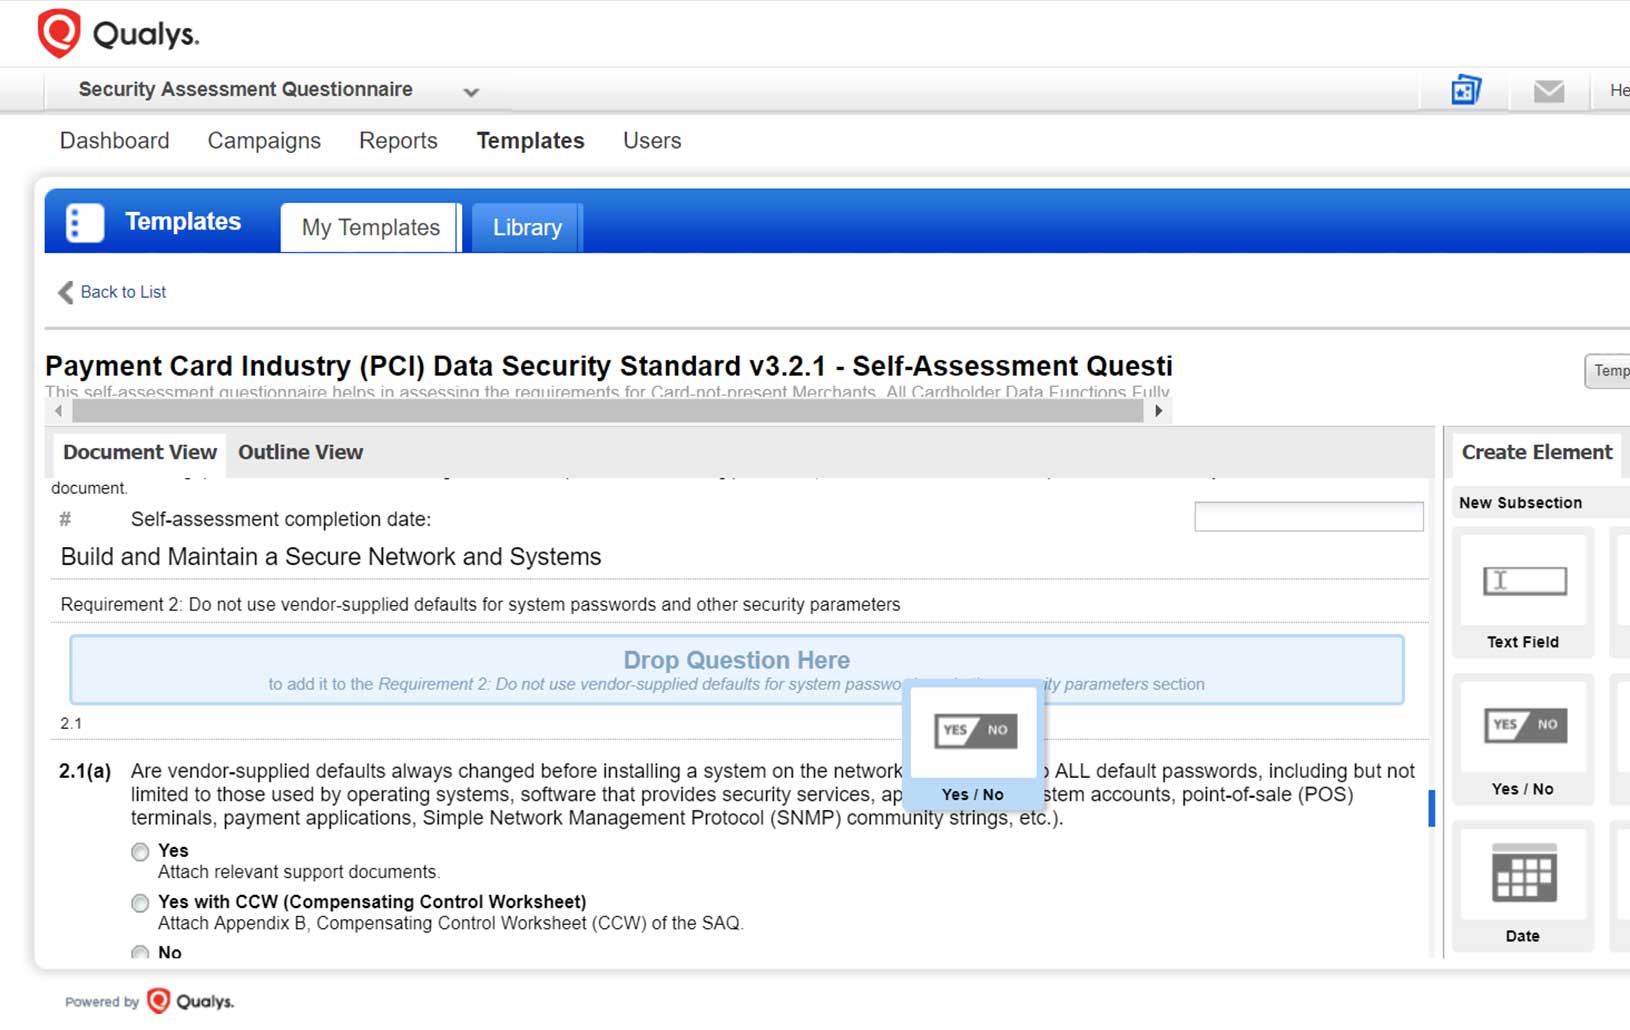 Qualys.
Security Assessment Questionnaire
He
Dashboard Campaigns Reports Templates Users
Templates My Templates Library
Back to List
Payment Card Industry (PCI) Data Security Standard v3.2.1 - Self-Assessment Questi
Temp
This self-assessment questionnaire helps in assessing the requirements for Card-not-present Merchants. All Cardholder Data Functions Fully
Document View Outline View
Create Element
document.
New Subsection
# Self-assessment completion date:
Build and Maintain a Secure Network and Systems
Requirement 2: Do not use vendor-supplied defaults for system passwords and other security parameters
Text Field
Drop Question Here
to add it to the Requirement 2: Do not use vendor-supplied defaults for system passwo ity parameters section
2.1
YES NO
YES NO
2.1(a) Are vendor-supplied defaults always changed before installing a system on the network ALL default passwords, including but not
limited to those used by operating systems, software that provides security services, ap stem accounts, point-of-sale (POS)
Yes / No
Yes / No
terminals, payment applications, Simple Network Management Protocol (SNMP) community strings, etc.).
Yes
Attach relevant support documents.
Yes with CCW (Compensating Control Worksheet)
Attach Appendix B, Compensating Control Worksheet (CCW) of the SAQ.
Date
No
Powered by Qualys.